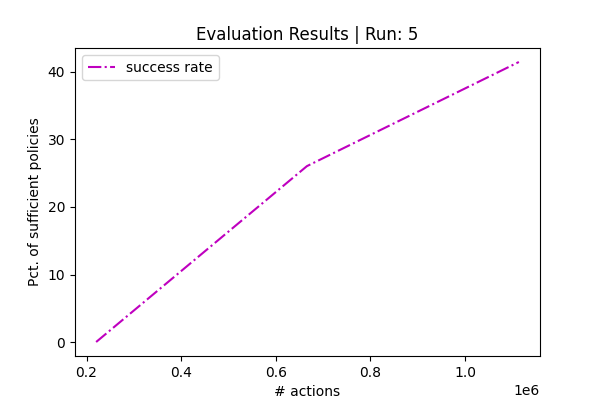 Evaluation Results | Run: 5
success rate
Pct. of sufficient policies
40
30
20
10
0
0.2 0.4 0.6 0.8 1.0
1e6
# actions